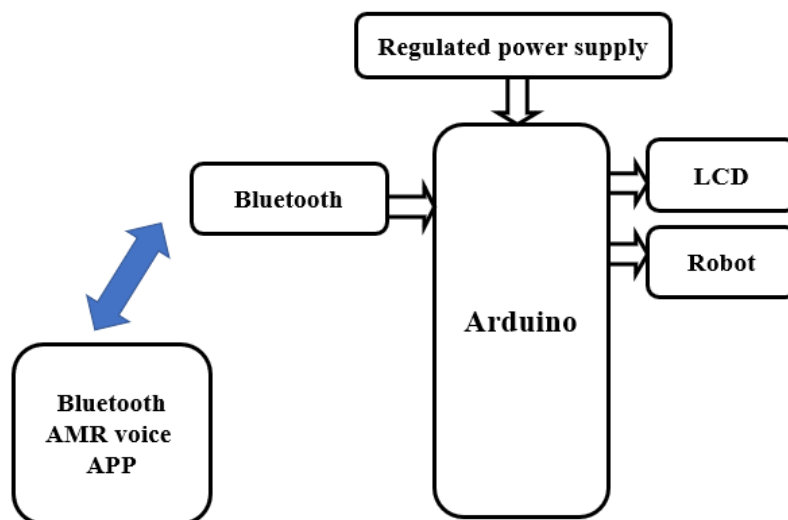 Regulated power supply
LCD
Bluetooth
Robot
Arduino
Bluetooth
AMR voice
APP